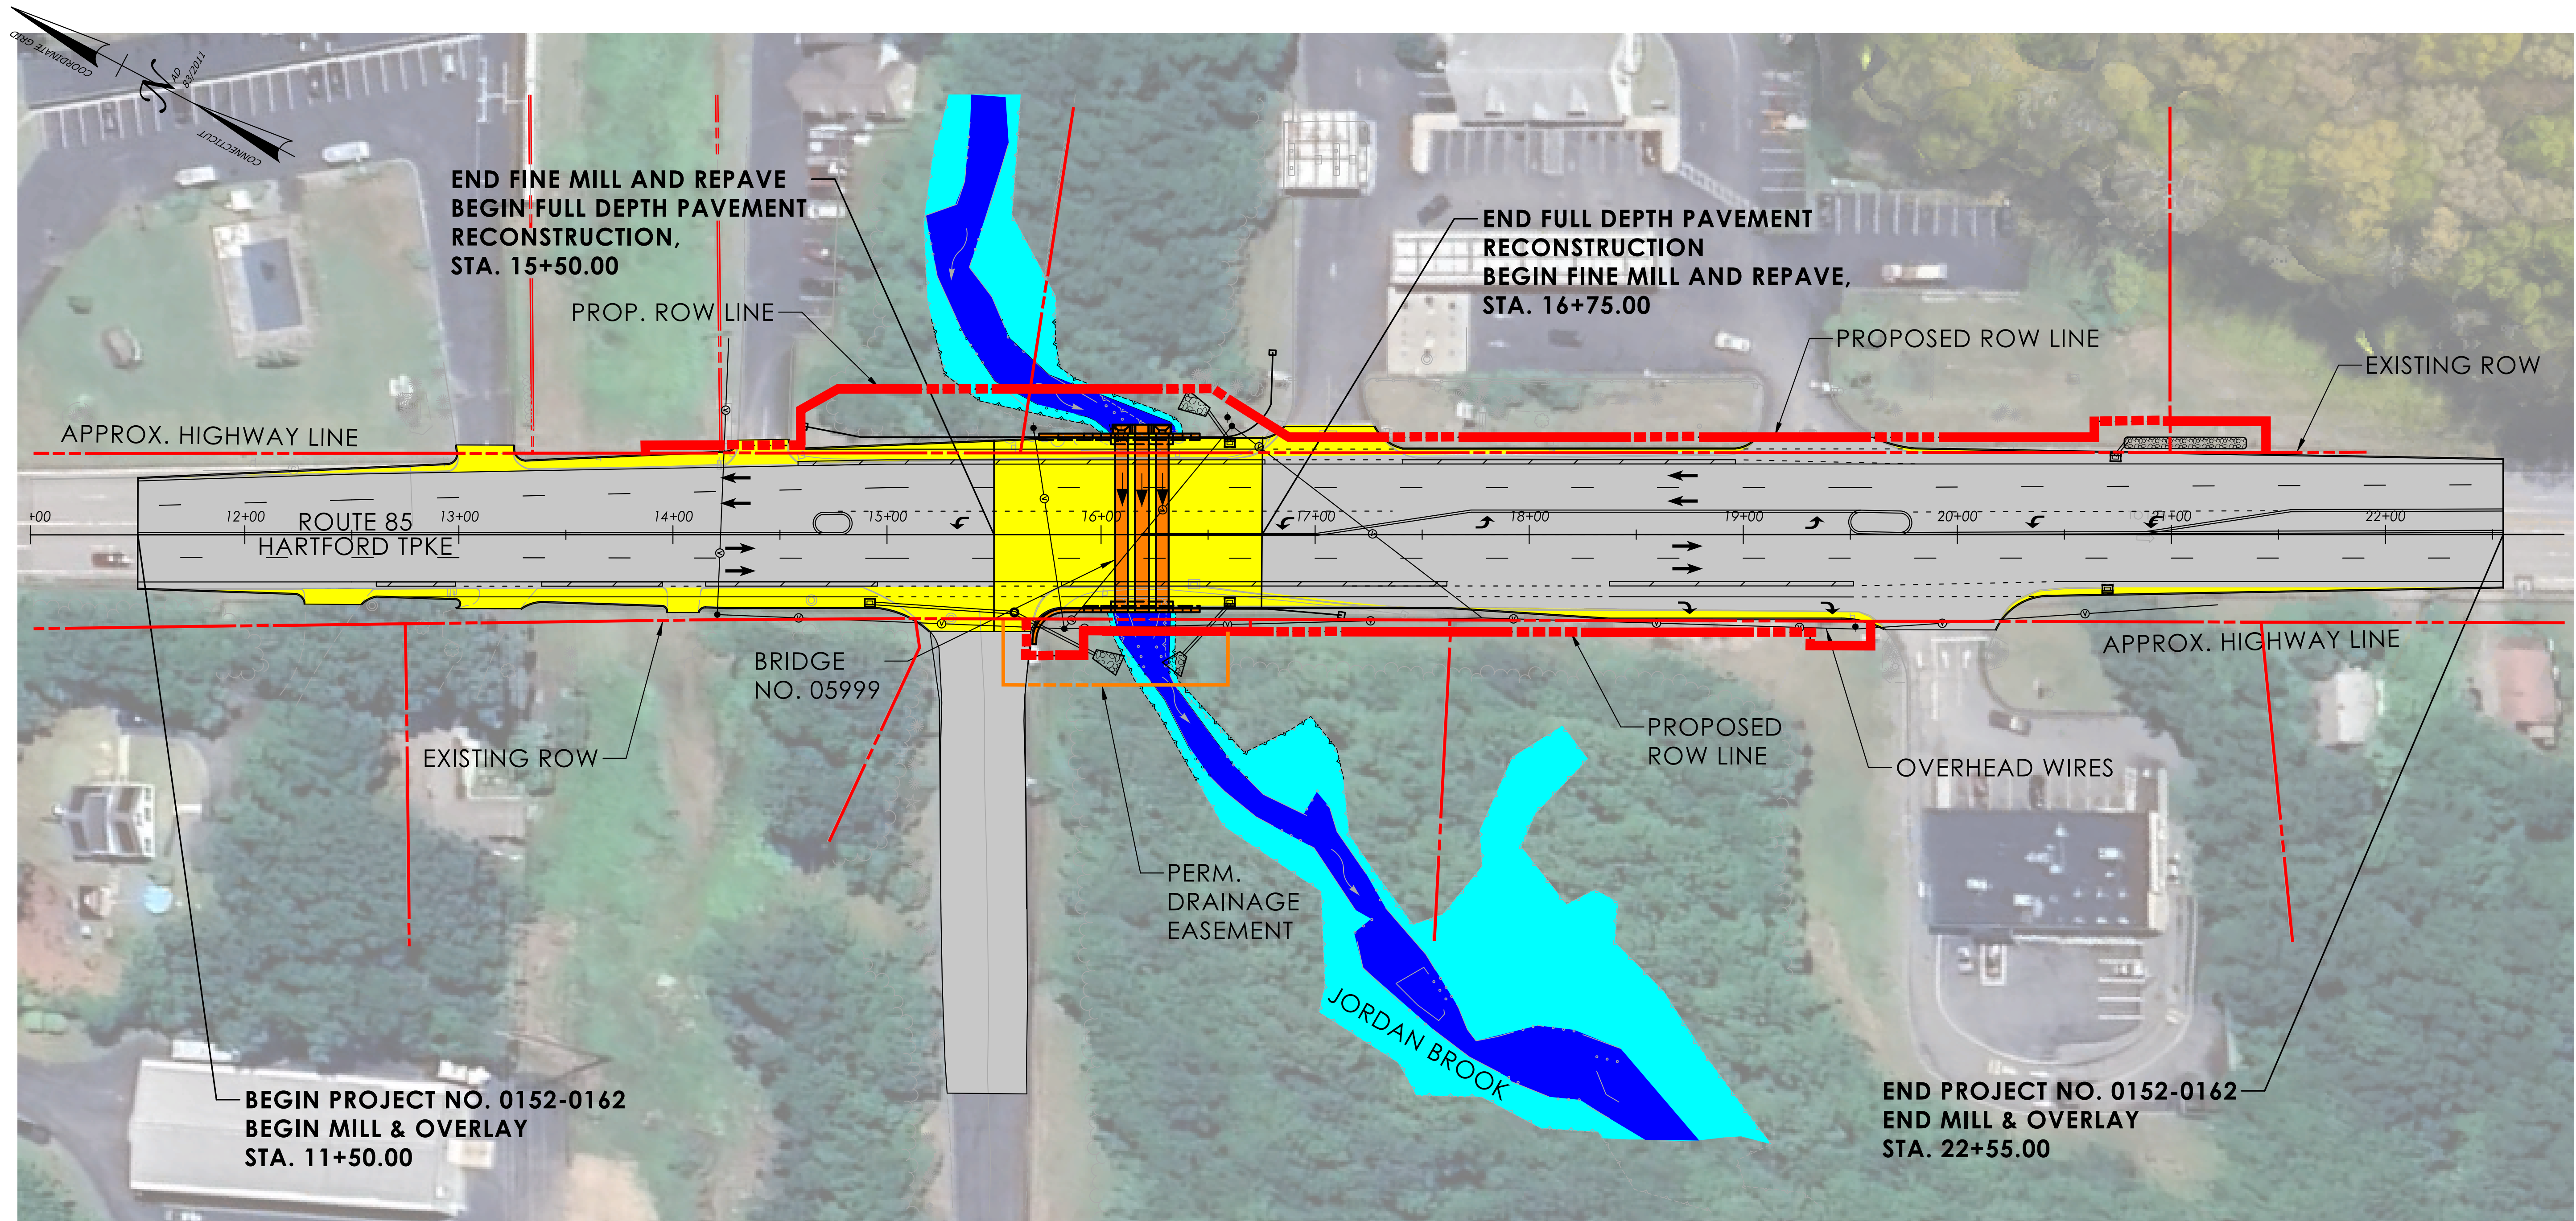 COORDINATE GRID
AD
83/2011
CONNECTICUT
END FINE MILL AND REPAVE
BEGIN FULL DEPTH PAVEMENT
RECONSTRUCTION,
STA. 15+50.00
PROP. ROW LINE
END FULL DEPTH PAVEMENT
RECONSTRUCTION
BEGIN FINE MILL AND REPAVE,
STA. 16+75.00
PROPOSED ROW LINE
EXISTING ROW
APPROX. HIGHWAY LINE
+00
12+00
13+00
14+00
15+00
16+00
17+00
18+00
19+00
20+00
21+00
22+00
ROUTE 85
HARTFORD TPKE
BRIDGE
NO. 05999
EXISTING ROW
APPROX. HIGHWAY LINE
PROPOSED
ROW LINE
OVERHEAD WIRES
PERM.
DRAINAGE
EASEMENT
JORDAN BROOK
BEGIN PROJECT NO. 0152-0162
BEGIN MILL & OVERLAY
STA. 11+50.00
END PROJECT NO. 0152-0162
END MILL & OVERLAY
STA. 22+55.00